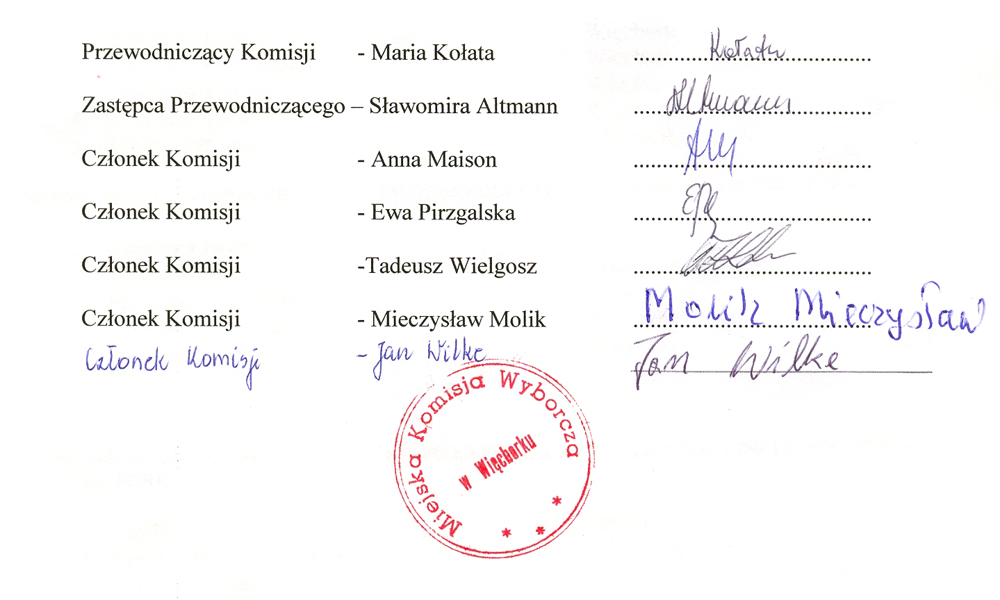 Przewodniczący Komisji - Maria Kołata Kołata
Zastępca Przewodniczącego – Sławomira Altmann Altmann
Członek Komisji - Anna Maison
Członek Komisji - Ewa Pirzgalska
Członek Komisji -Tadeusz Wielgosz
Członek Komisji - Mieczysław Molik Molik Mieczysław
Członek Komisji - Jan Wilke Jan Wilke
Miejska Komisja Wyborcza
w Więcborku
* * *